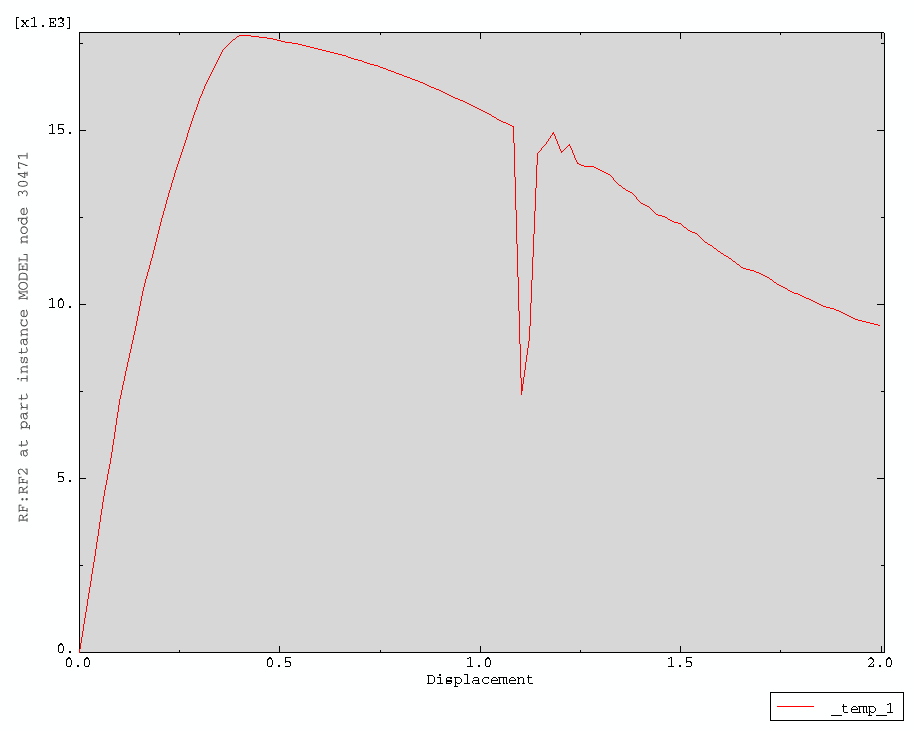 [x1.E3]
15.
10.
5.
0.
RF:RF2 at part instance MODEL node 30471
0.0 0.5 1.0 1.5 2.0
Displacement
_temp_1